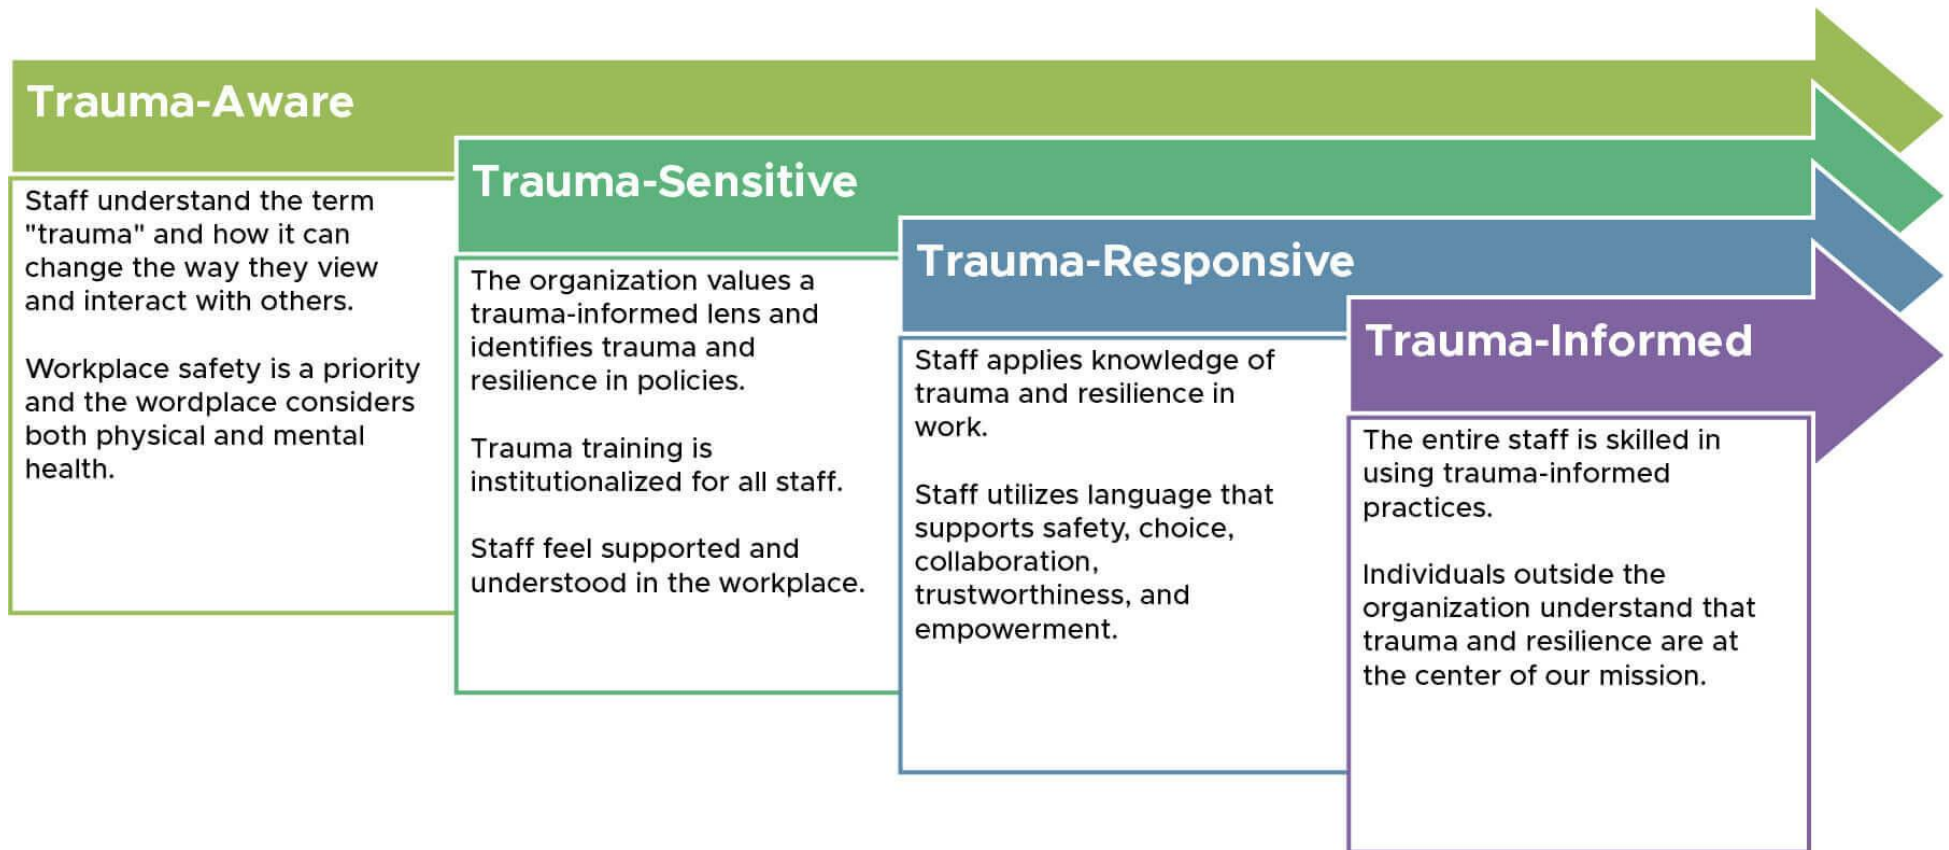 Trauma-Aware
Staff understand the term
"trauma" and how it can
change the way they view
and interact with others.
Workplace safety is a priority
and the wordplace considers
both physical and mental
health.
Trauma-Sensitive
The organization values a
trauma-informed lens and
identifies trauma and
resilience in policies.
Trauma training is
institutionalized for all staff.
Staff feel supported and
understood in the workplace.
Trauma-Responsive
Staff applies knowledge of
trauma and resilience in
work.
Staff utilizes language that
supports safety, choice,
collaboration,
trustworthiness, and
empowerment.
Trauma-Informed
The entire staff is skilled in
using trauma-informed
practices.
Individuals outside the
organization understand that
trauma and resilience are at
the center of our mission.